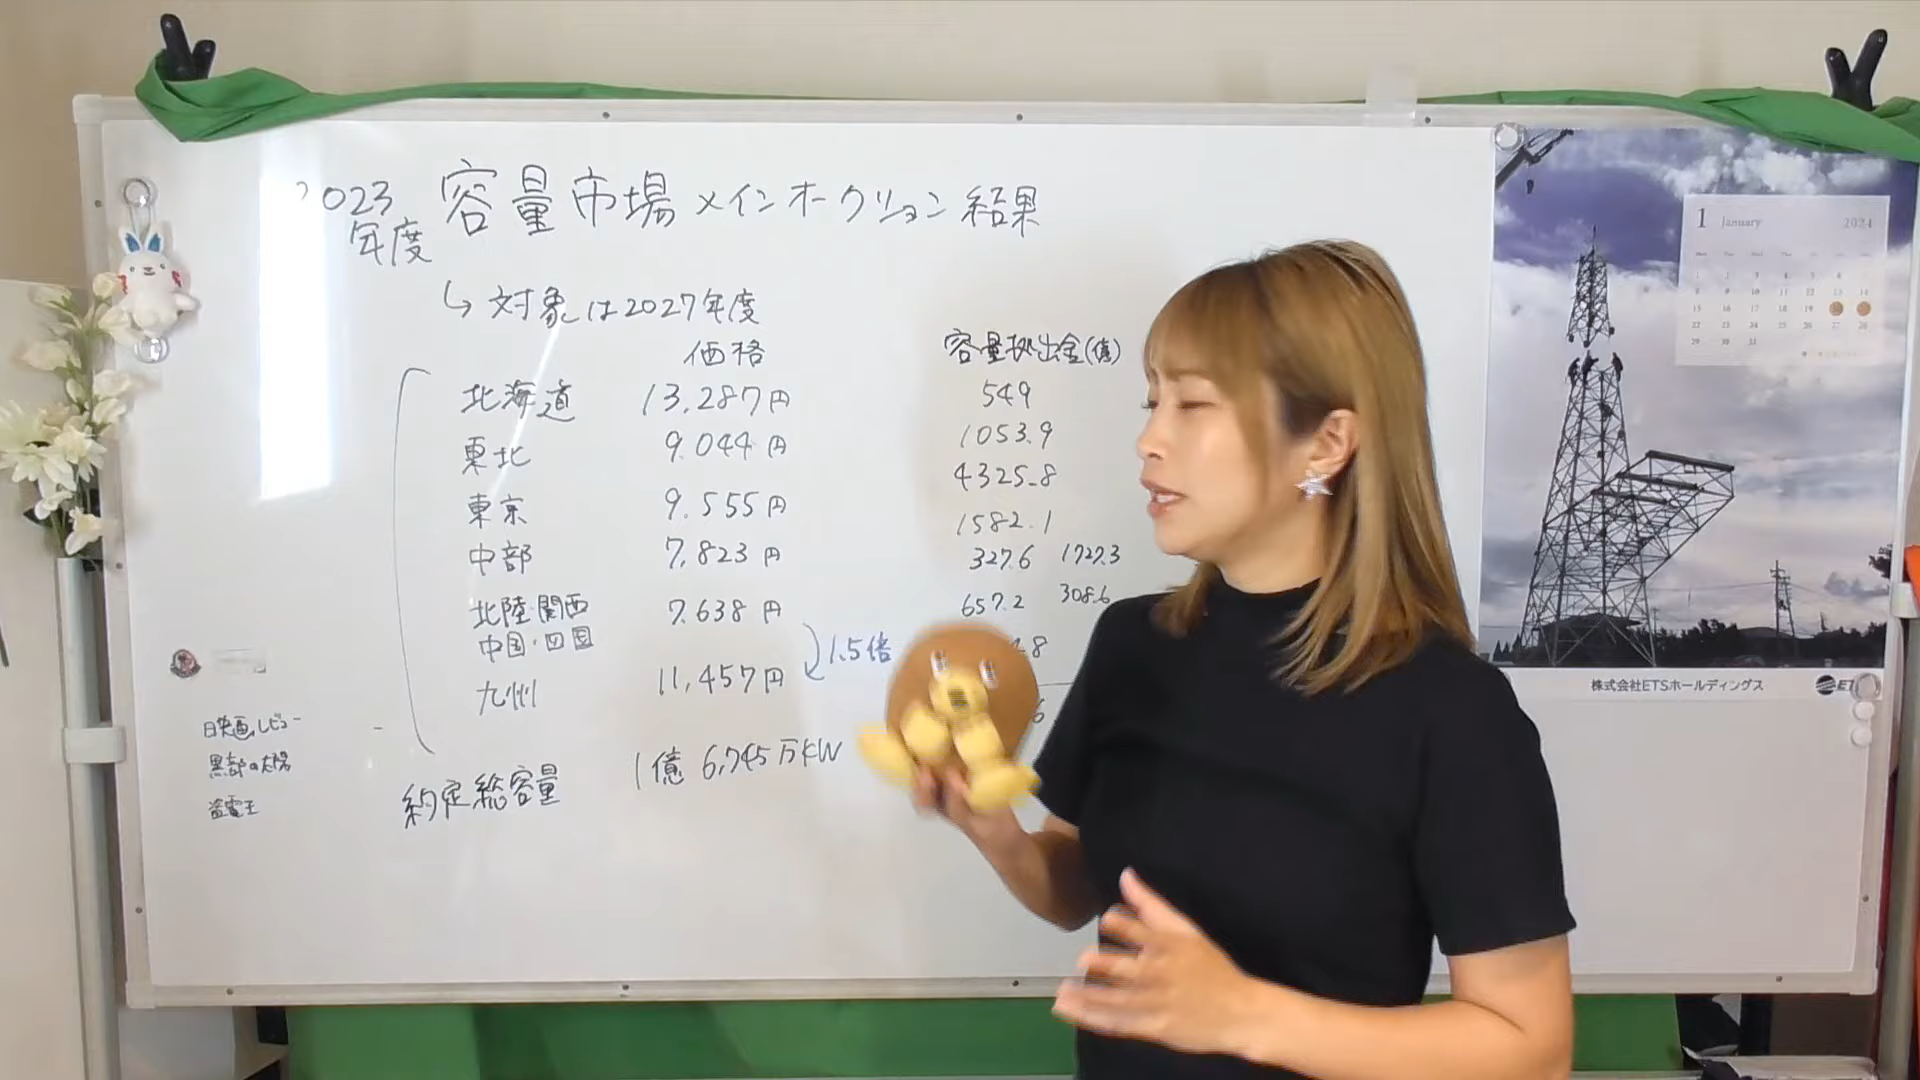 2023
年度
容量市場メインオークション結果
↳ 対象は2027年度
価格
容量拠出金(億)
北海道 13,287円 549
東北 9.044円 1053.9
東京 9.555円 4325.8
中部 7,823円 1582.1
北陸・関西 7.638円 327.6 1727.3
中国・四国 657.2 308.6
1.5倍
九州 11,457円
約定総容量 1億 6,745万kW
映画レビュー
黒部の太陽
盗電王
1 January 2024
株式会社ETSホールディングス